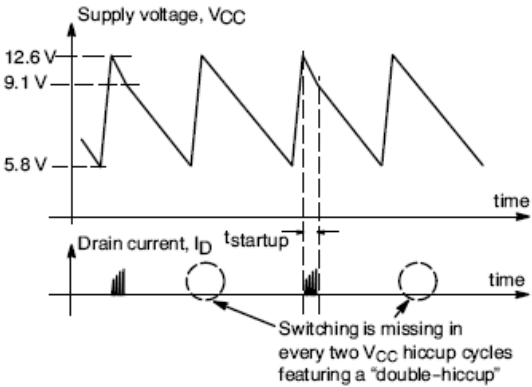 Supply voltage, VCC
12.6 V
9.1 V
5.8 V
time
tstartup
Drain current, ID
time
Switching is missing in
every two VCC hiccup cycles
featuring a "double-hiccup"